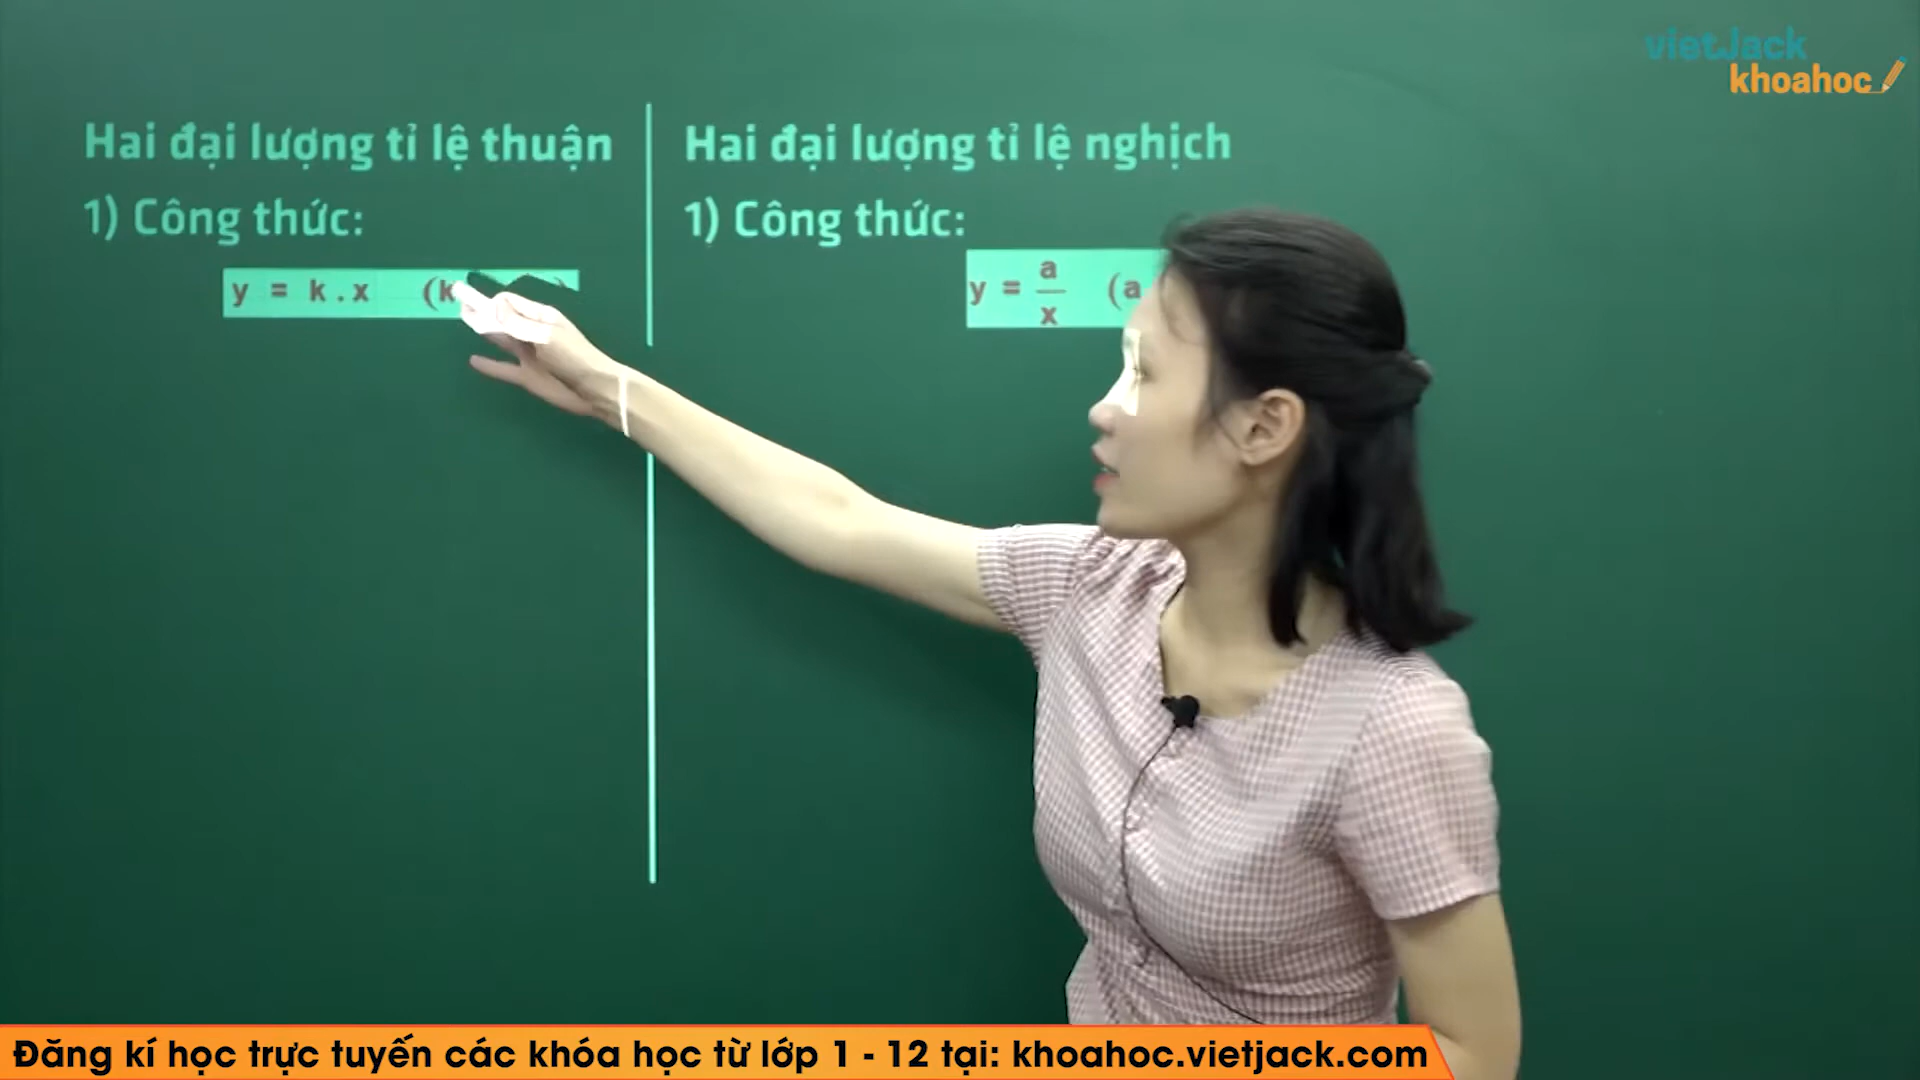 vietJack
khoahoc
Hai đại lượng tỉ lệ thuận
1) Công thức:
y = k.x (k
Hai đại lượng tỉ lệ nghịch
1) Công thức:
y = a/x (a
Đăng kí học trực tuyến các khóa học từ lớp 1 - 12 tại: khoahoc.vietjack.com